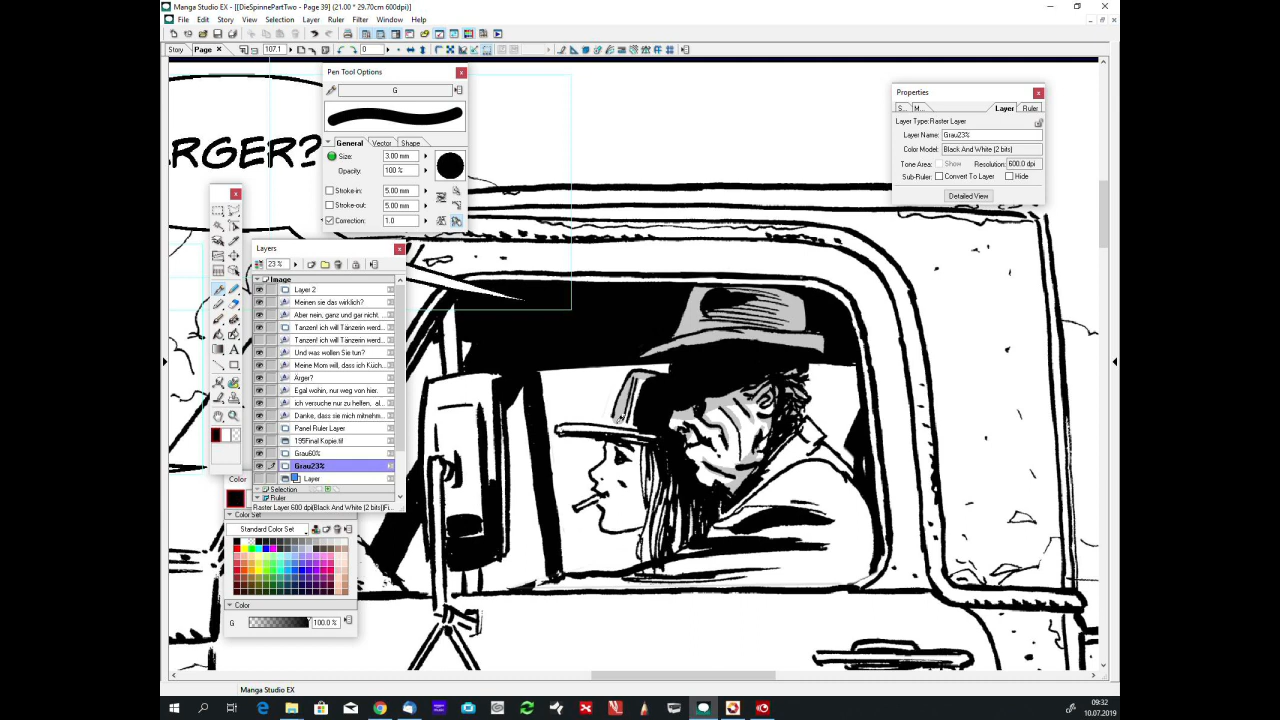 Manga Studio EX - [[DieSpinnePartTwo - Page 39] (21.00 * 29.70cm 600dpi)]
File Edit Story View Selection Layer Ruler Filter Window Help
Story Page 107.1 0
ARGER?
Pen Tool Options
G
General Vector Shape
Size: 3.00 mm
Opacity: 100 %
Stroke-in: 5.00 mm
Stroke-out: 5.00 mm
Correction: 1.0
Properties
S... M... Layer Ruler
Layer Type: Raster Layer
Layer Name: Grau23%
Color Model: Black And White (2 bits)
Tone Area: Show Resolution: 600.0 dpi
Sub-Ruler: Convert To Layer Hide
Detailed View
Layers
23 %
Image
Layer 2
Meinen sie das wirklich?
Aber nein, ganz und gar nicht
Tanzen! ich will Tänzerin werd...
Tanzen! ich will Tänzerin werd...
Und was wollen Sie tun?
Meine Mom will, dass ich Küch...
Ärger?
Egal wohin, nur weg von hier.
ich versuche nur zu helfen, al...
Danke, dass sie mich mitnehm...
Panel Ruler Layer
195Final Kopie.tif
Grau60%
Grau23%
Layer
Selection
Ruler
Raster Layer 600 dpi(Black And White (2 bits)
Color
Color Set
Standard Color Set
Color
G 100.0 %
Manga Studio EX
09:32
10.07.2019